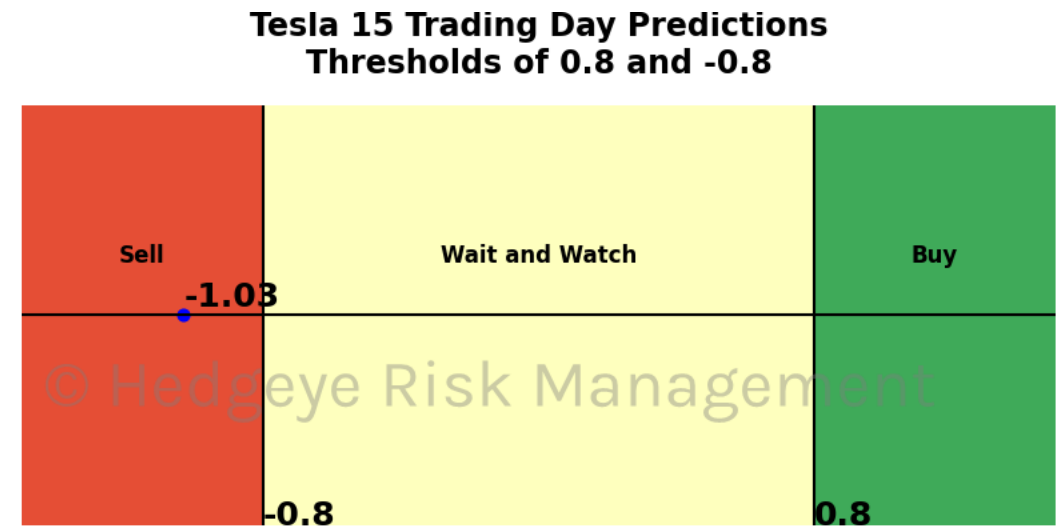 Tesla 15 Trading Day Predictions
Thresholds of 0.8 and -0.8
Sell
Wait and Watch
Buy
-1.03
© Hedgeye Risk Management
-0.8
0.8